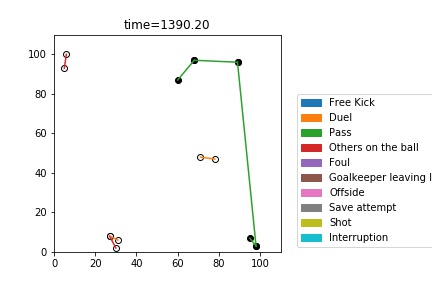 time=1390.20
100
80
60
40
20
0
0 20 40 60 80 100
Free Kick
Duel
Pass
Others on the ball
Foul
Goalkeeper leaving l
Offside
Save attempt
Shot
Interruption